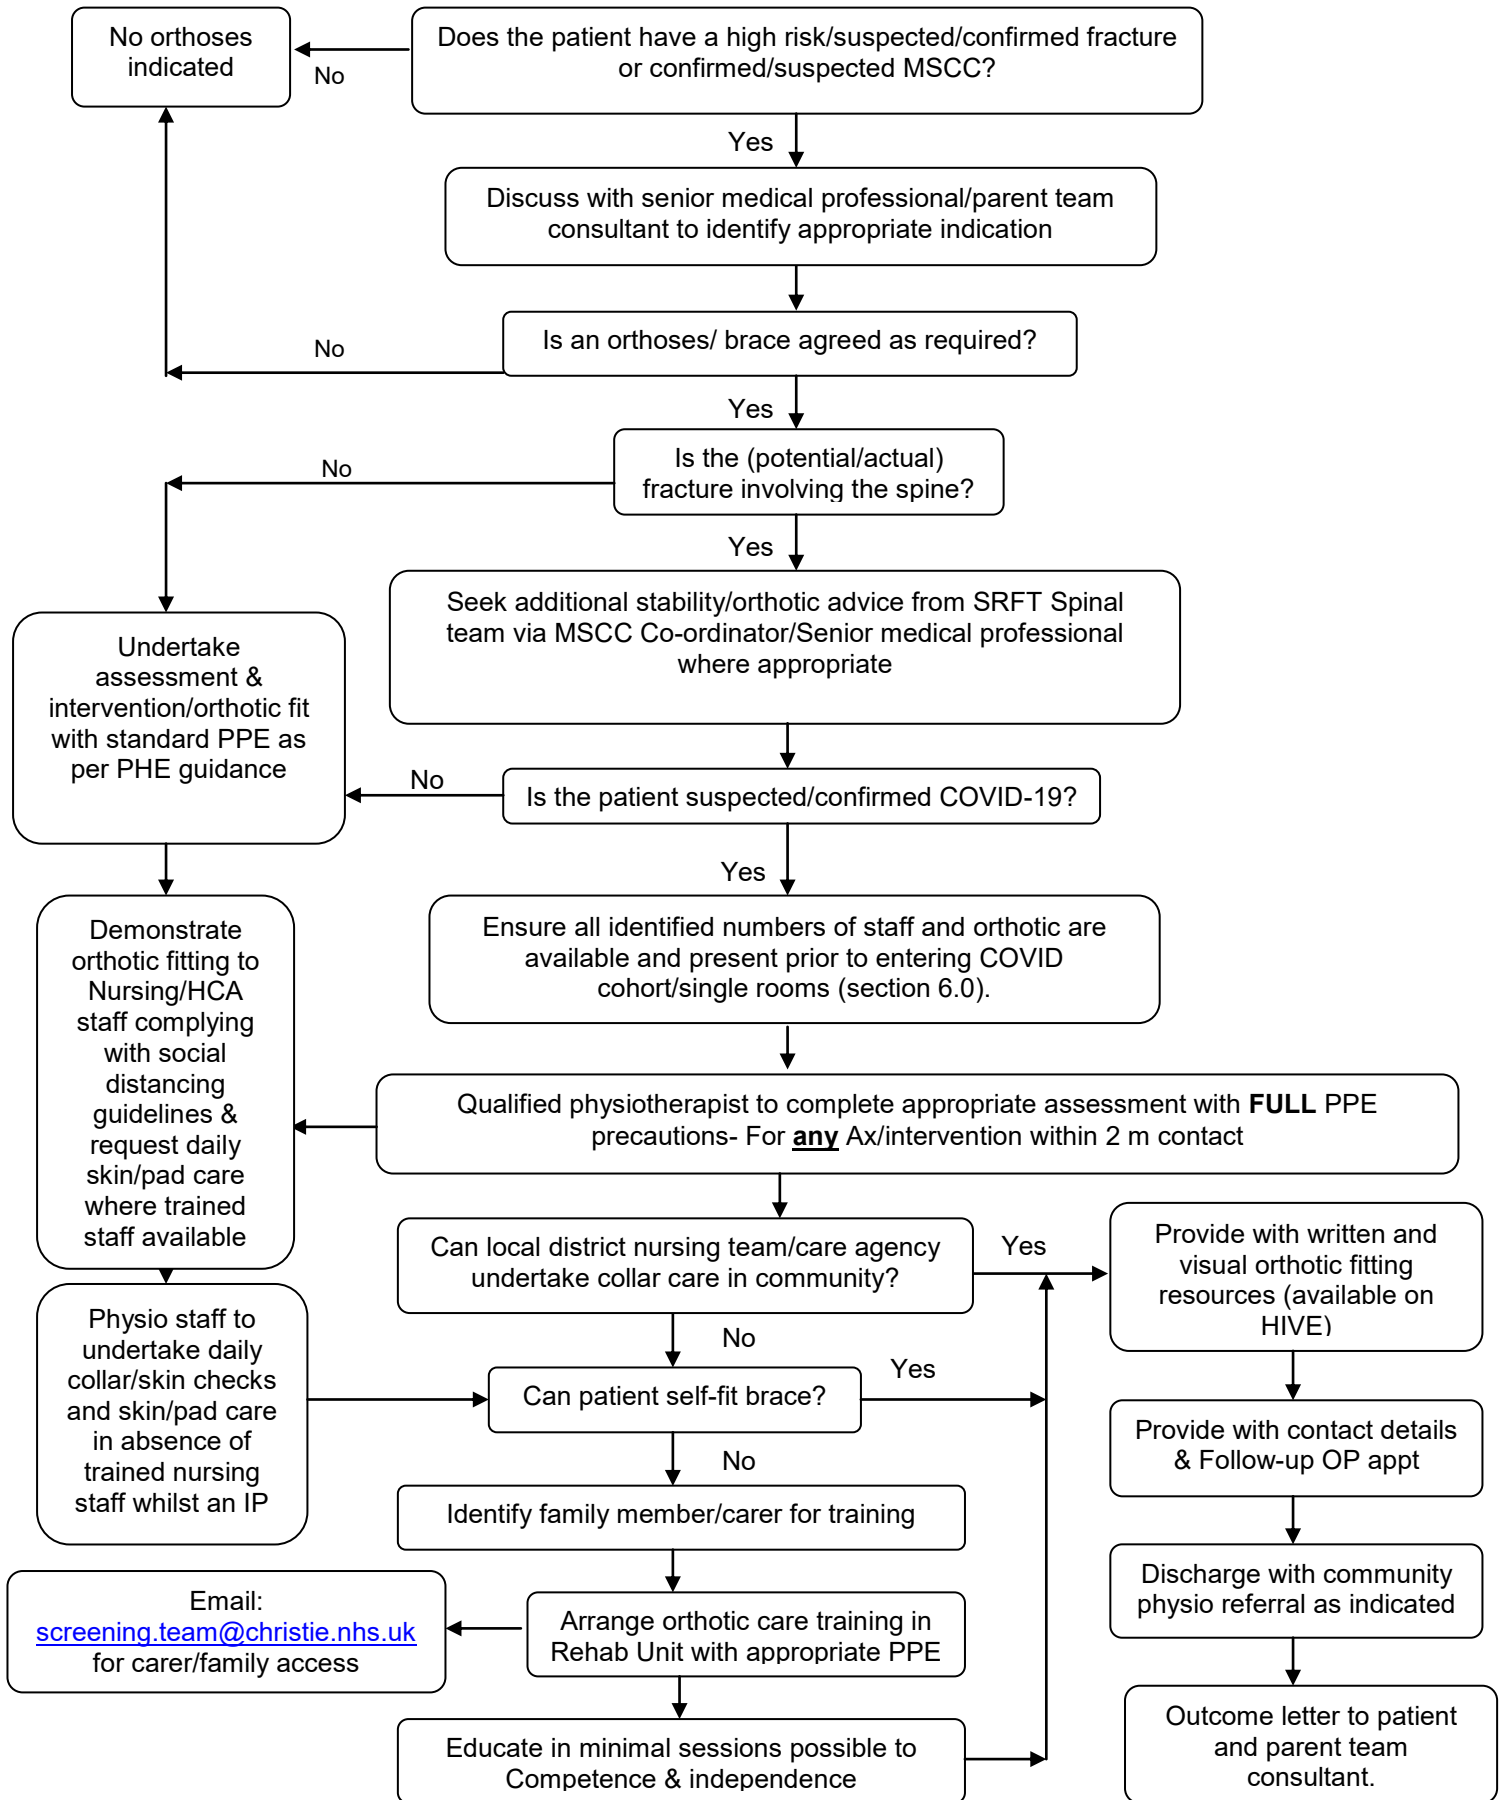 No orthoses
indicated
No
Does the patient have a high risk/suspected/confirmed fracture
or confirmed/suspected MSCC?
Yes
Discuss with senior medical professional/parent team
consultant to identify appropriate indication
Is an orthoses/ brace agreed as required?
No
Yes
Is the (potential/actual)
fracture involving the spine?
No
Yes
Seek additional stability/orthotic advice from SRFT Spinal
team via MSCC Co-ordinator/Senior medical professional
where appropriate
Undertake
assessment &
intervention/orthotic fit
with standard PPE as
per PHE guidance
No
Is the patient suspected/confirmed COVID-19?
Yes
Ensure all identified numbers of staff and orthotic are
available and present prior to entering COVID
cohort/single rooms (section 6.0).
Demonstrate
orthotic fitting to
Nursing/HCA
staff complying
with social
distancing
guidelines &
request daily
skin/pad care
where trained
staff available
Qualified physiotherapist to complete appropriate assessment with FULL PPE
precautions- For any Ax/intervention within 2 m contact
Can local district nursing team/care agency
undertake collar care in community?
Yes
No
Provide with written and
visual orthotic fitting
resources (available on
HIVE)
Physio staff to
undertake daily
collar/skin checks
and skin/pad care
in absence of
trained nursing
staff whilst an IP
Can patient self-fit brace?
Yes
No
Provide with contact details
& Follow-up OP appt
Identify family member/carer for training
Discharge with community
physio referral as indicated
Email:
screening.team@christie.nhs.uk
for carer/family access
Arrange orthotic care training in
Rehab Unit with appropriate PPE
Educate in minimal sessions possible to
Competence & independence
Outcome letter to patient
and parent team
consultant.